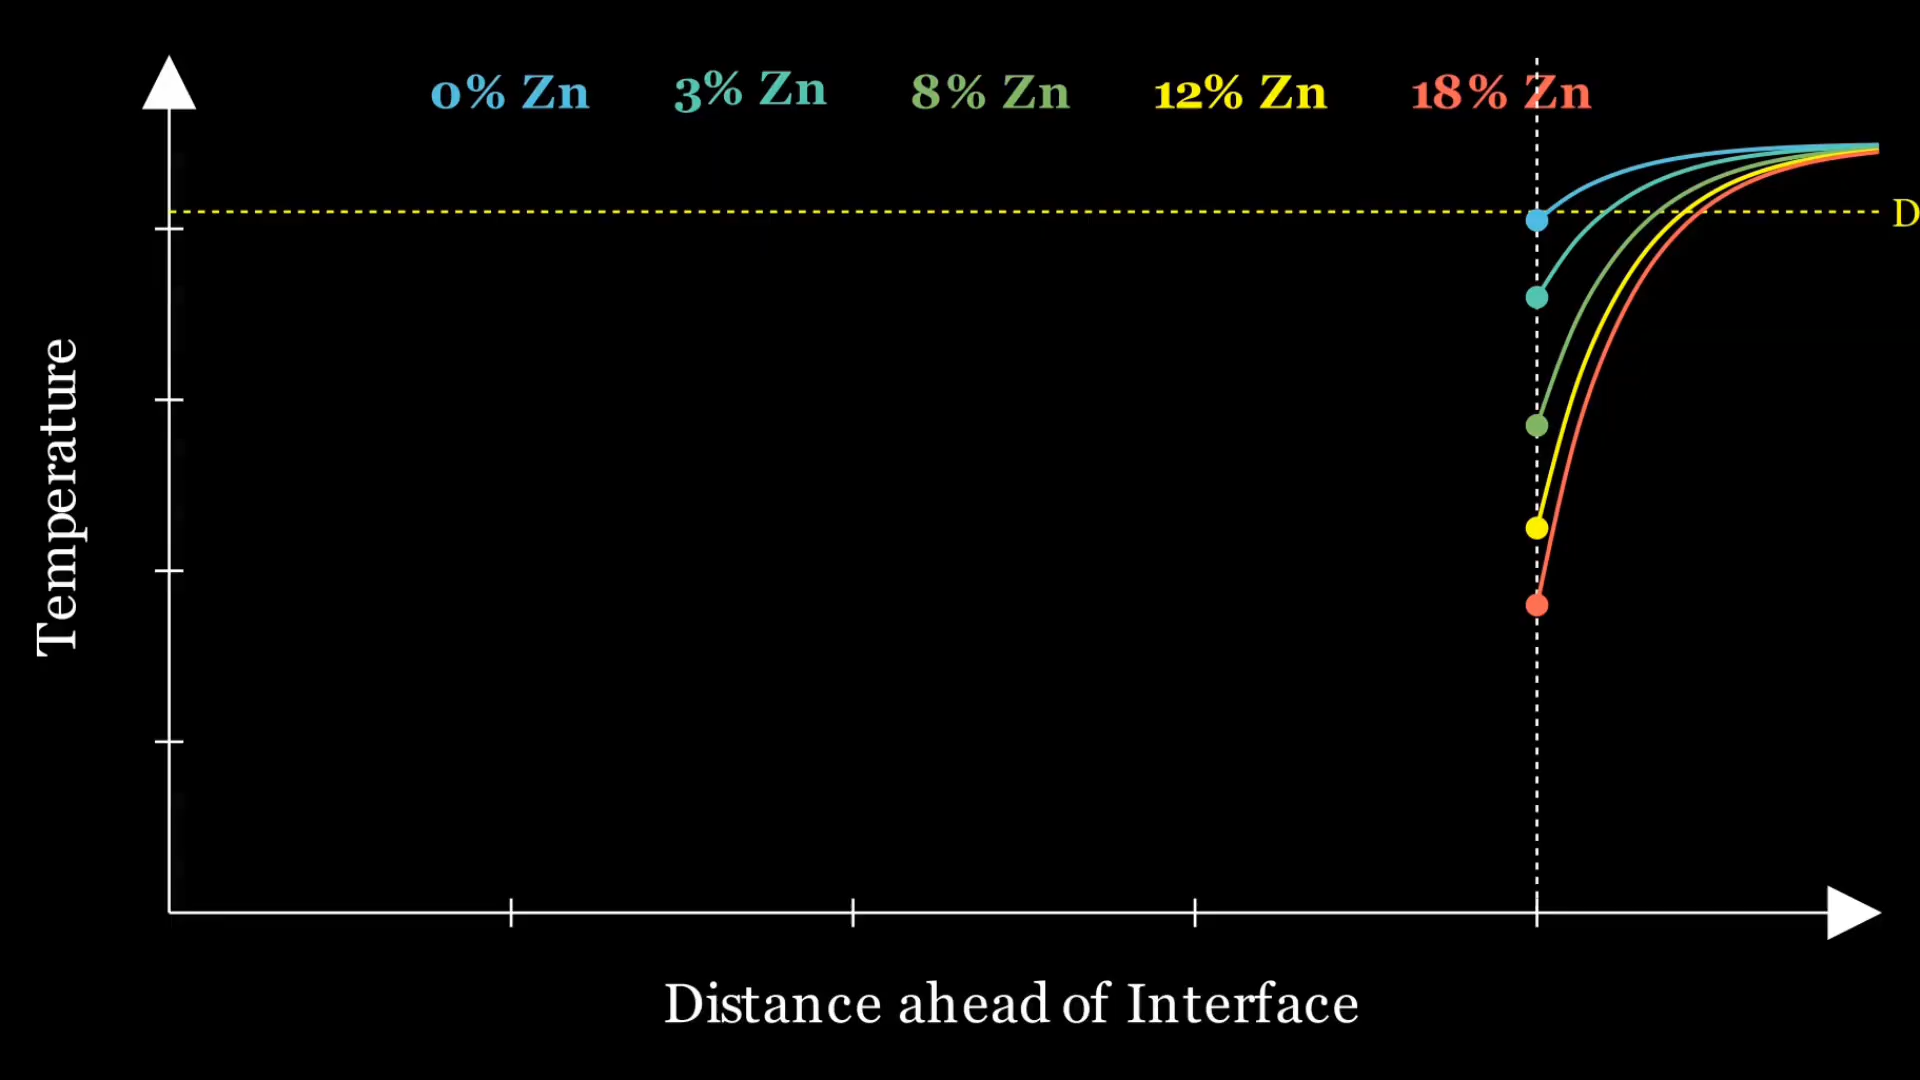 0% Zn
3% Zn
8% Zn
12% Zn
18% Zn
D
Temperature
Distance ahead of Interface